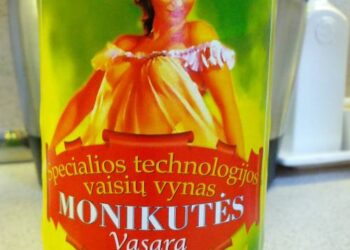 Specialios technologijos
vaisių vynas
MONIKUTĖS
Vasara